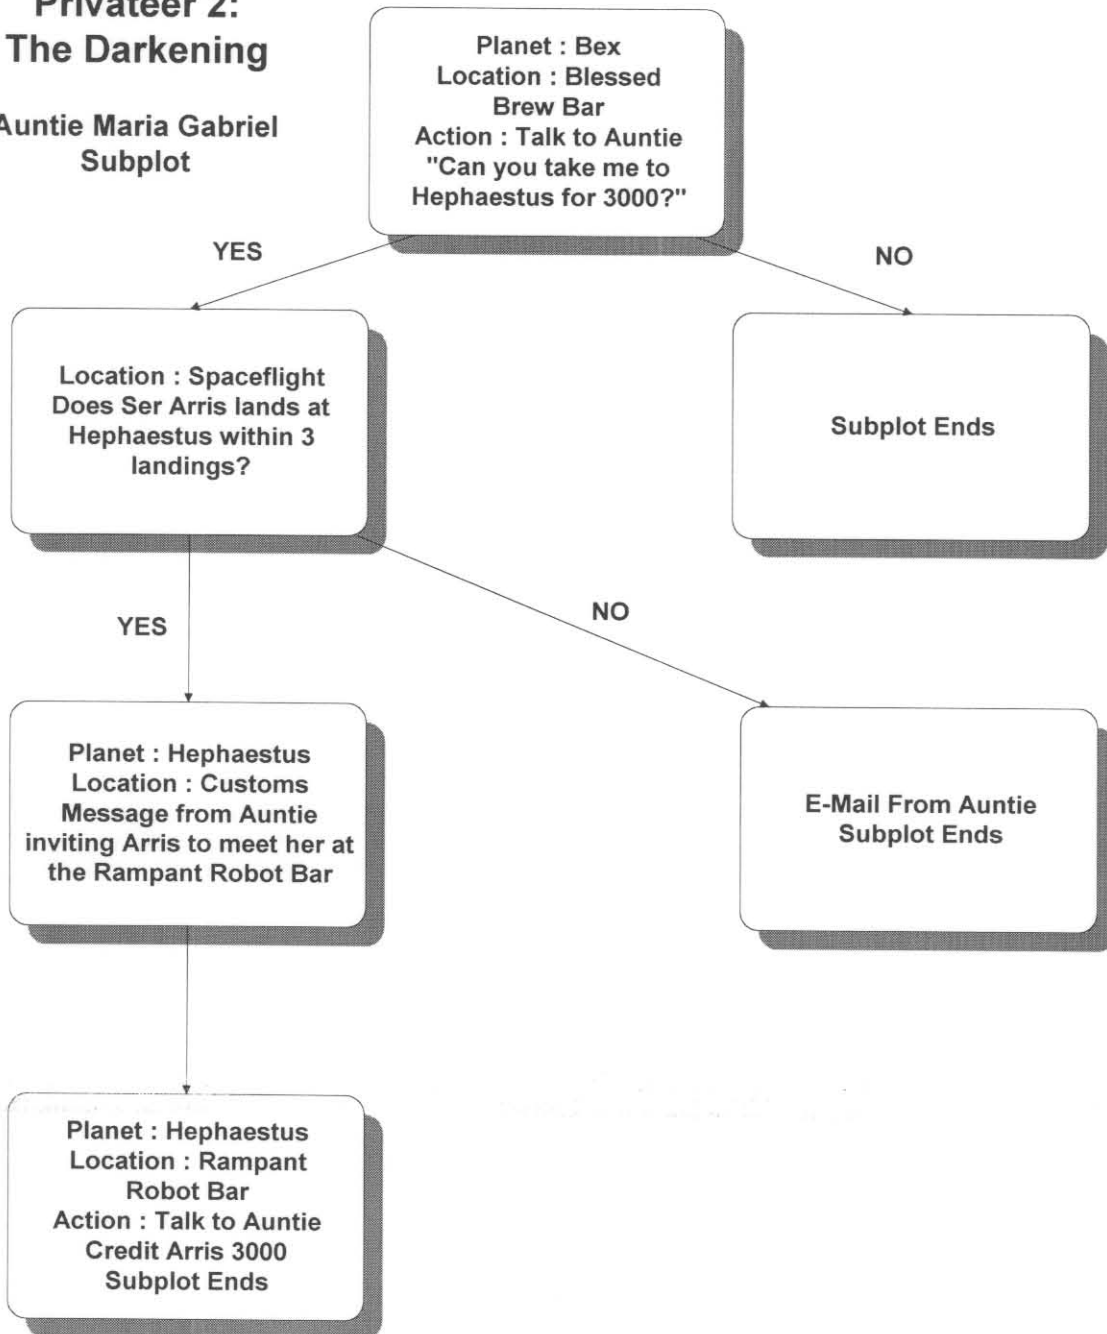 Privateer 2:
The Darkening
Auntie Maria Gabriel
Subplot
Planet : Bex
Location : Blessed
Brew Bar
Action : Talk to Auntie
"Can you take me to
Hephaestus for 3000?"
YES
NO
Location : Spaceflight
Does Ser Arris lands at
Hephaestus within 3
landings?
Subplot Ends
YES
NO
Planet : Hephaestus
Location : Customs
Message from Auntie
inviting Arris to meet her at
the Rampant Robot Bar
E-Mail From Auntie
Subplot Ends
Planet : Hephaestus
Location : Rampant
Robot Bar
Action : Talk to Auntie
Credit Arris 3000
Subplot Ends